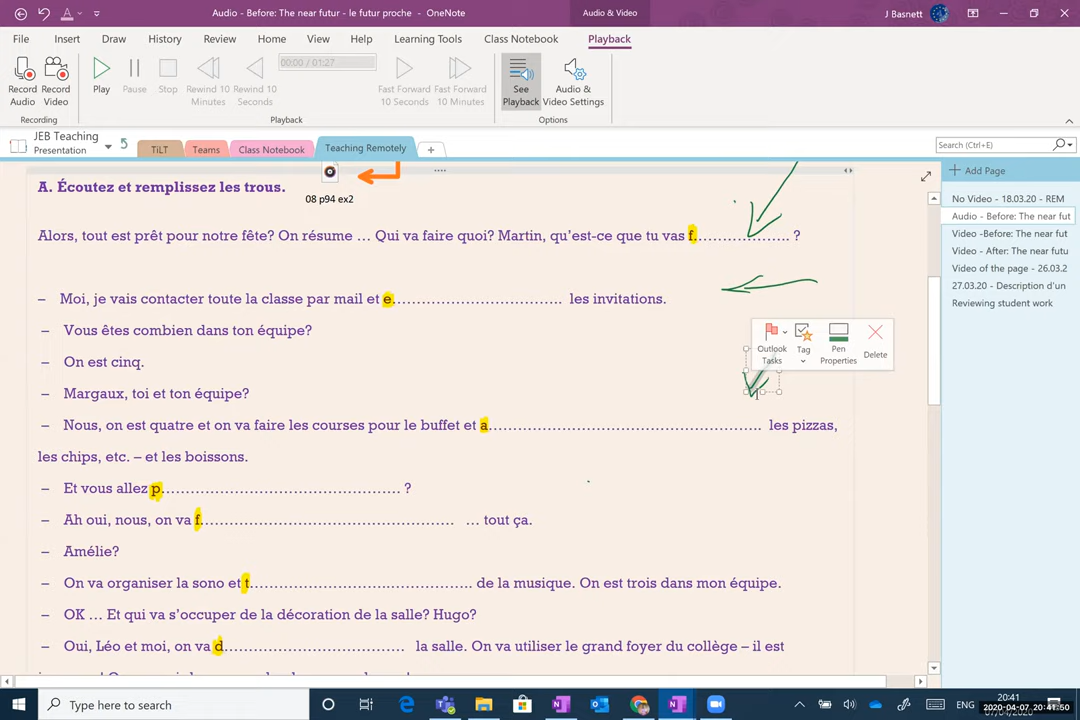 Audio - Before: The near futur - le futur proche - OneNote
Audio & Video
J Basnett
File Insert Draw History Review Home View Help Learning Tools Class Notebook Playback
00:00 / 01:27
Record Audio
Record Video
Play
Pause
Stop
Rewind 10 Minutes
Rewind 10 Seconds
Fast Forward 10 Seconds
Fast Forward 10 Minutes
See Playback
Audio & Video Settings
Recording
Playback
Options
JEB Teaching
Presentation
TiLT
Teams
Class Notebook
Teaching Remotely
Search (Ctrl+E)
Add Page
No Video - 18.03.20 - REM
Audio - Before: The near fut
Video -Before: The near fut
Video - After: The near futu
Video of the page - 26.03.2
27.03.20 - Description d'un
Reviewing student work
A. Écoutez et remplissez les trous.
08 p94 ex2
Alors, tout est prêt pour notre fête? On résume … Qui va faire quoi? Martin, qu'est-ce que tu vas f……………….. ?
– Moi, je vais contacter toute la classe par mail et e…………………………… les invitations.
– Vous êtes combien dans ton équipe?
Outlook Tasks
Tag
Pen Properties
Delete
– On est cinq.
– Margaux, toi et ton équipe?
– Nous, on est quatre et on va faire les courses pour le buffet et a……………………………………………. les pizzas,
les chips, etc. – et les boissons.
– Et vous allez p……………………………………… ?
– Ah oui, nous, on va f………………………………………… … tout ça.
– Amélie?
– On va organiser la sono et t…………………………………….. de la musique. On est trois dans mon équipe.
– OK … Et qui va s'occuper de la décoration de la salle? Hugo?
– Oui, Léo et moi, on va d……………………………… la salle. On va utiliser le grand foyer du collège – il est
Type here to search
ENG
20:41
2020-04-07 20:41:50